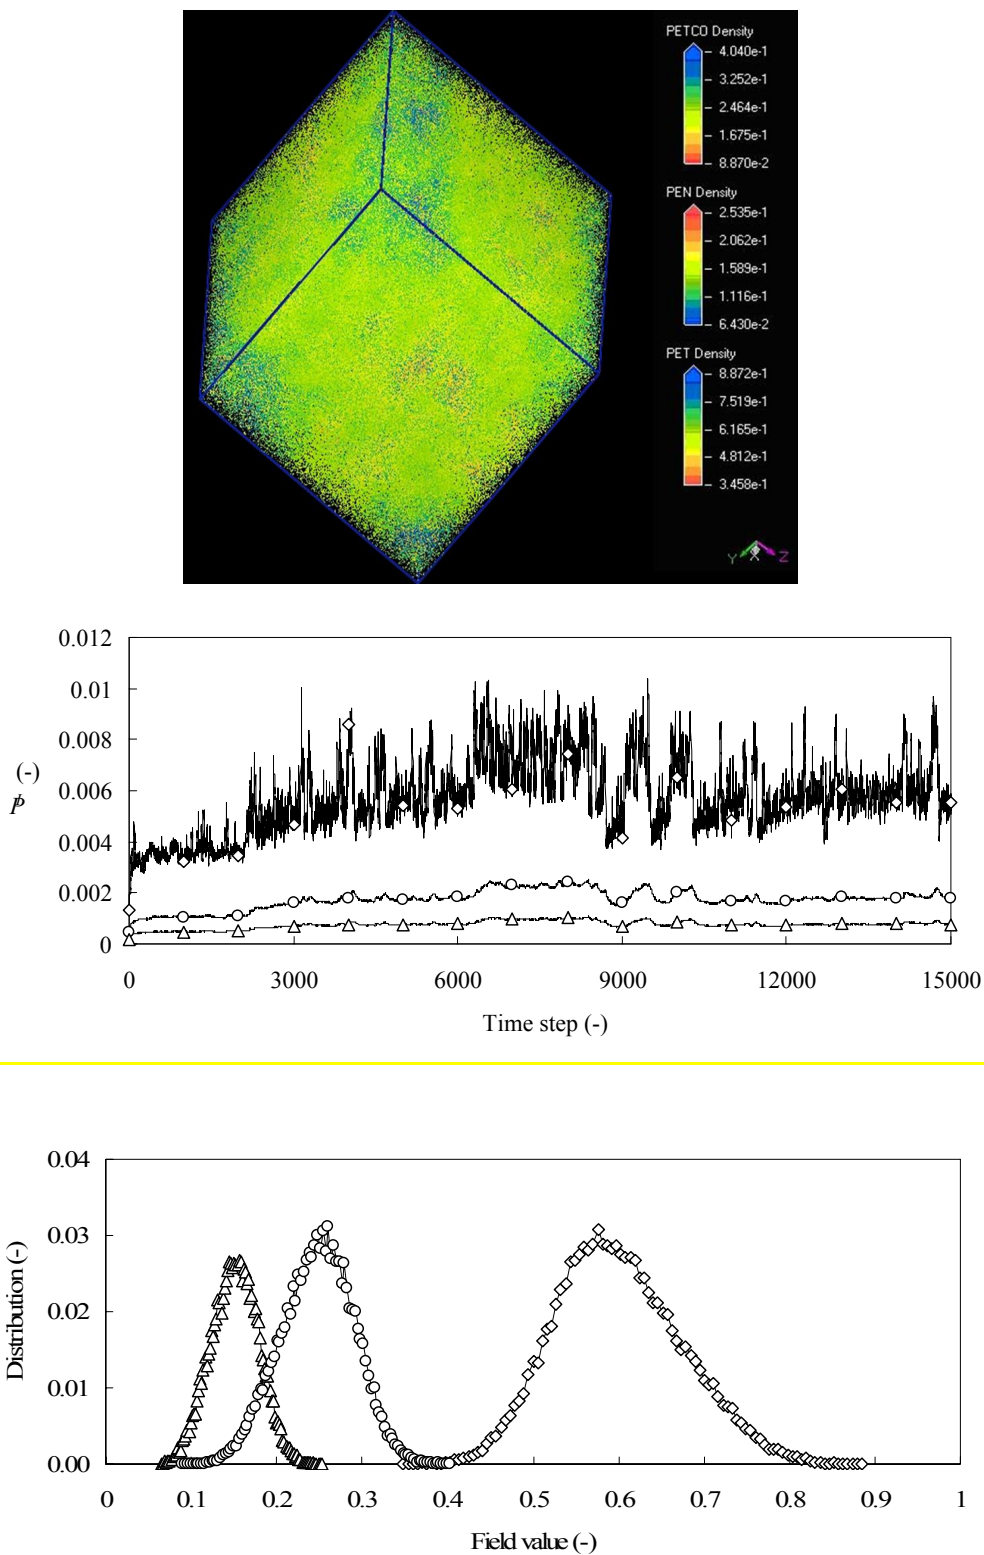 PETCO Density
4.040e-1
3.252e-1
2.464e-1
1.675e-1
8.870e-2
PEN Density
2.535e-1
2.062e-1
1.589e-1
1.116e-1
6.430e-2
PET Density
8.872e-1
7.519e-1
6.165e-1
4.812e-1
3.458e-1
Y X Z
0.012
0.01
0.008
(-)
0.006
0.004
0.002
0
0 3000 6000 9000 12000 15000
Time step (-)
0.04
0.03
Distribution (-)
0.02
0.01
0.00
0 0.1 0.2 0.3 0.4 0.5 0.6 0.7 0.8 0.9 1
Field value (-)